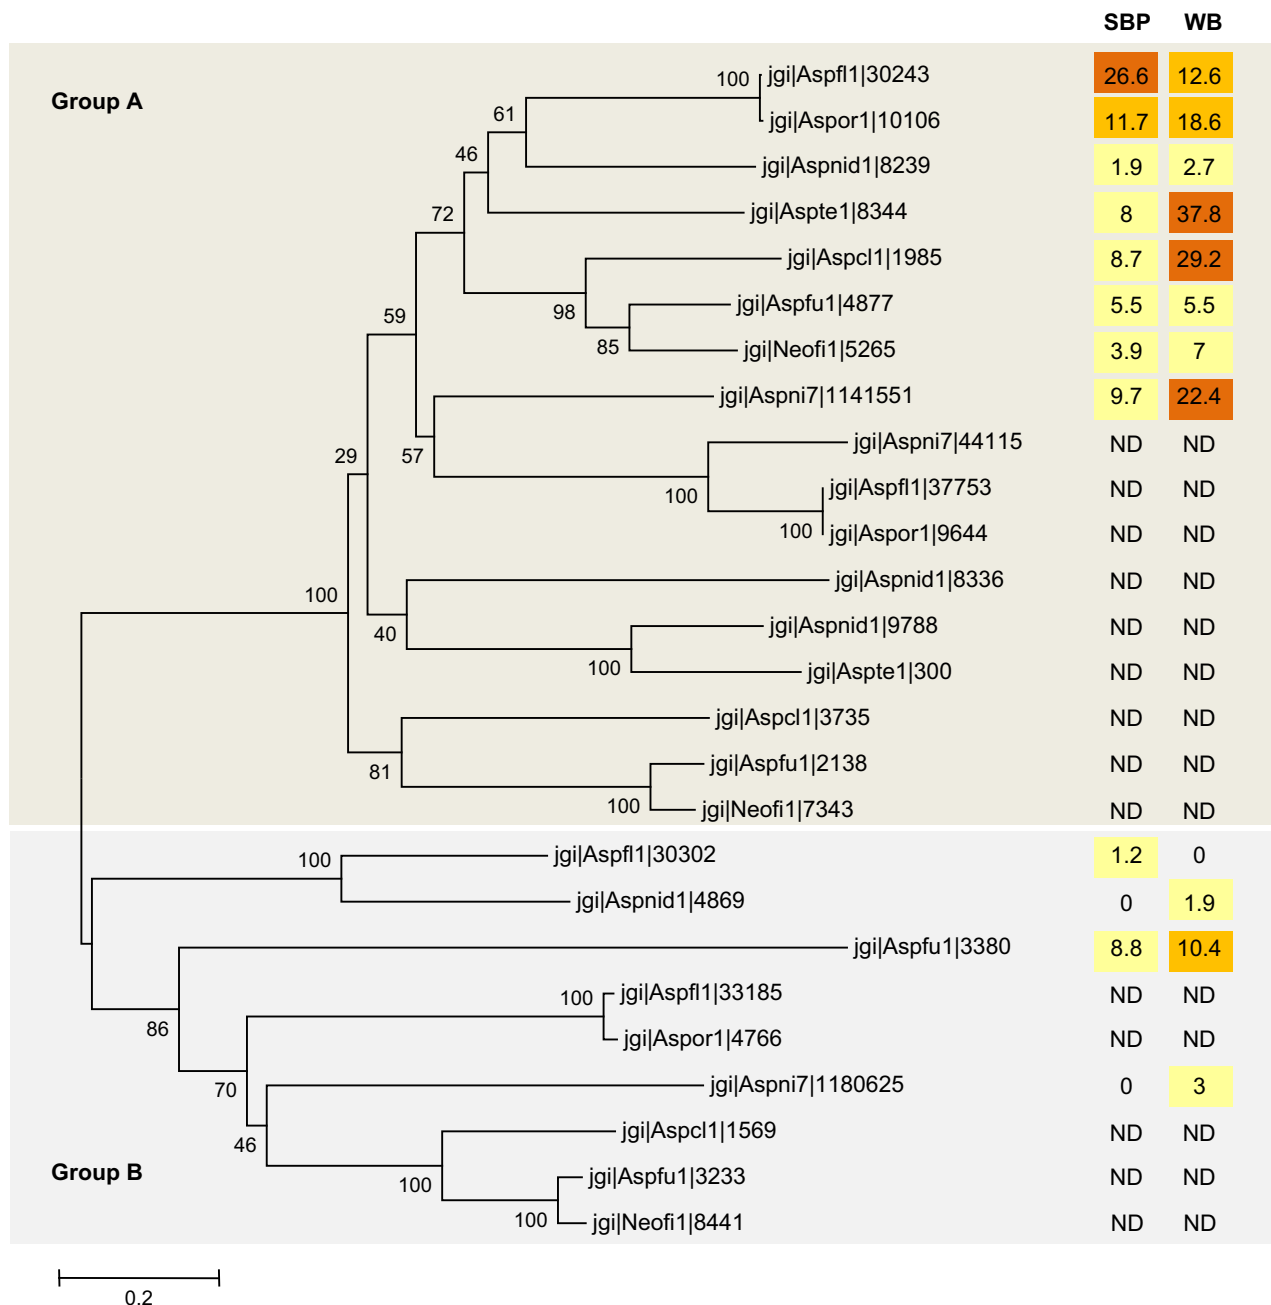 SBP WB
Group A
100 jgi|Aspfl1|30243 26.6 12.6
61 jgi|Aspor1|10106 11.7 18.6
46 jgi|Aspnid1|8239 1.9 2.7
72 jgi|Aspte1|8344 8 37.8
jgi|Aspcl1|1985 8.7 29.2
98 jgi|Aspfu1|4877 5.5 5.5
59 85 jgi|Neofi1|5265 3.9 7
jgi|Aspni7|1141551 9.7 22.4
29 57 jgi|Aspni7|44115 ND ND
100 jgi|Aspfl1|37753 ND ND
100 jgi|Aspor1|9644 ND ND
jgi|Aspnid1|8336 ND ND
100 40 jgi|Aspnid1|9788 ND ND
100 jgi|Aspte1|300 ND ND
jgi|Aspcl1|3735 ND ND
81 jgi|Aspfu1|2138 ND ND
100 jgi|Neofi1|7343 ND ND
100 jgi|Aspfl1|30302 1.2 0
jgi|Aspnid1|4869 0 1.9
jgi|Aspfu1|3380 8.8 10.4
100 jgi|Aspfl1|33185 ND ND
86 jgi|Aspor1|4766 ND ND
70 jgi|Aspni7|1180625 0 3
46 jgi|Aspcl1|1569 ND ND
Group B 100 jgi|Aspfu1|3233 ND ND
100 jgi|Neofi1|8441 ND ND
0.2